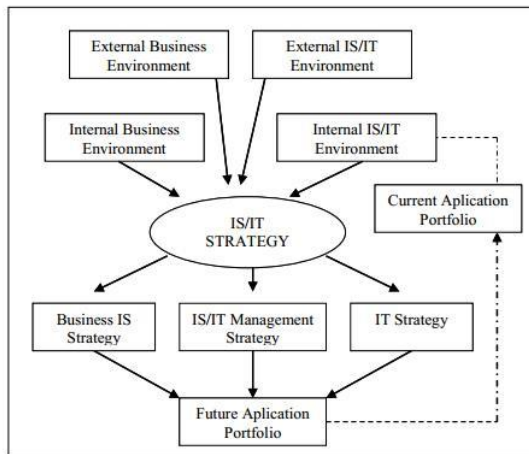 External Business
Environment
External IS/IT
Environment
Internal Business
Environment
Internal IS/IT
Environment
Current Aplication
Portfolio
IS/IT
STRATEGY
Business IS
Strategy
IS/IT Management
Strategy
IT Strategy
Future Aplication
Portfolio